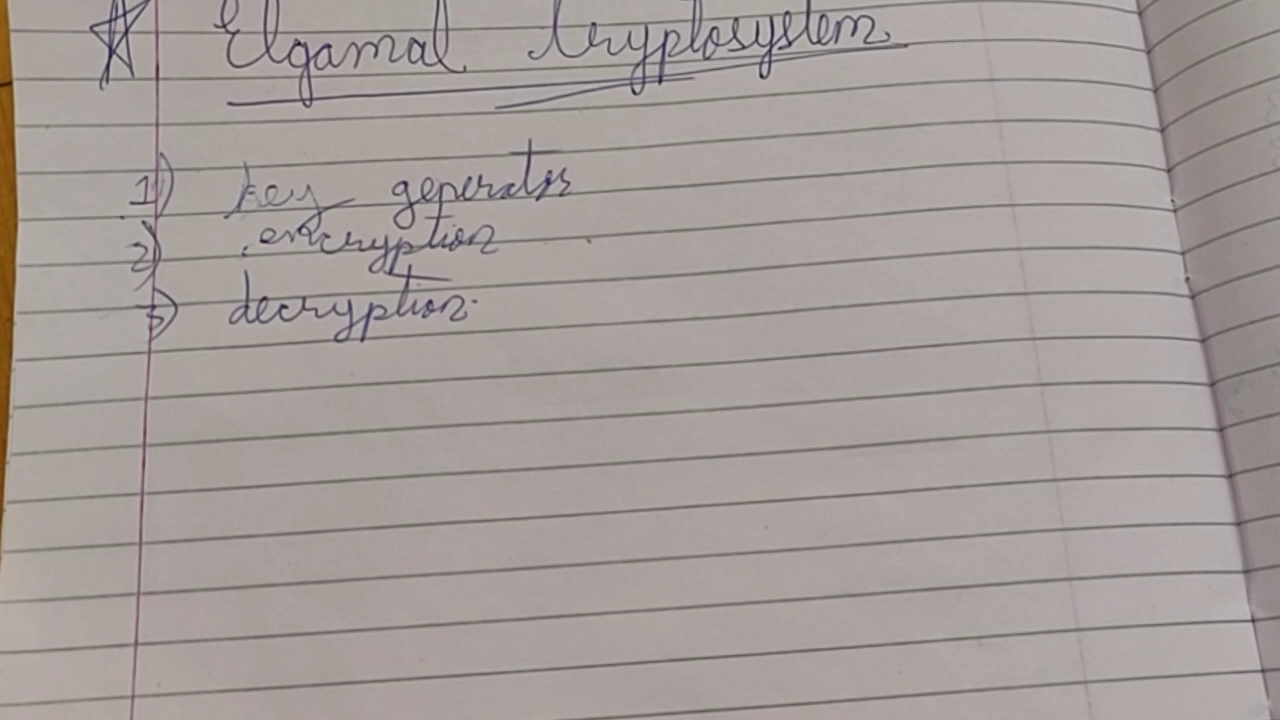 Elgamal Cryptosystem
1) key generator
2) encryption
3) decryption.